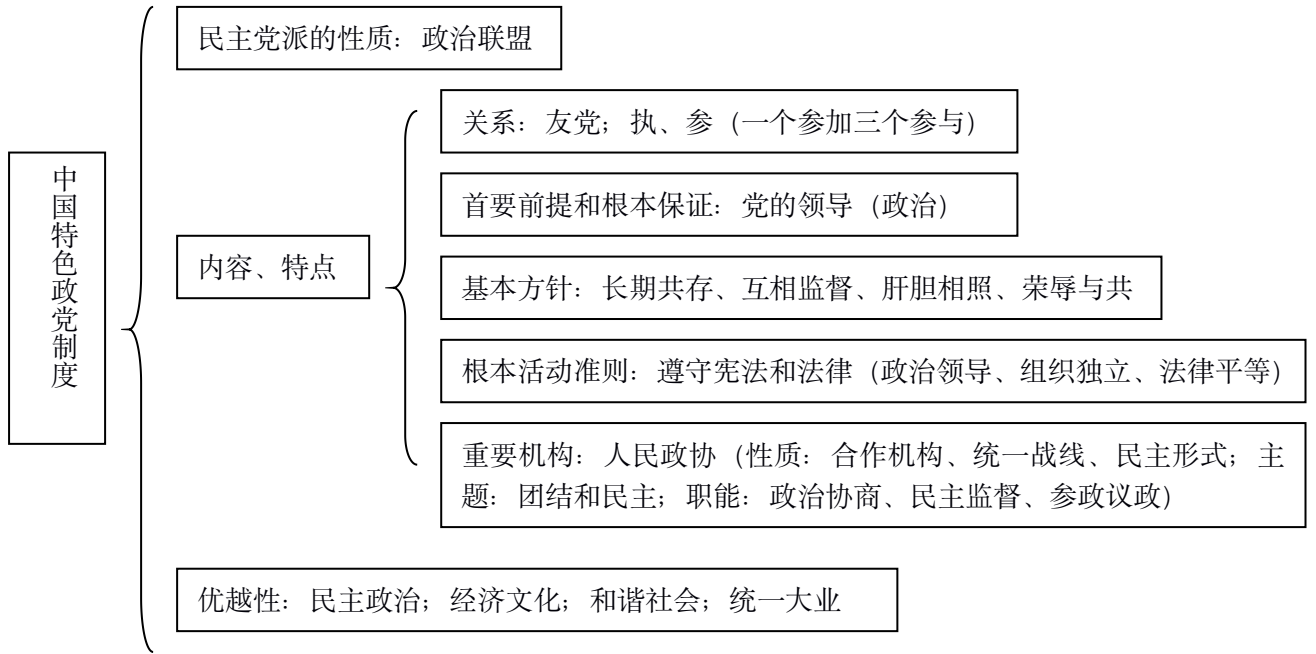 中国特色政党制度
民主党派的性质：政治联盟
内容、特点
关系：友党；执、参（一个参加三个参与）
首要前提和根本保证：党的领导（政治）
基本方针：长期共存、互相监督、肝胆相照、荣辱与共
根本活动准则：遵守宪法和法律（政治领导、组织独立、法律平等）
重要机构：人民政协（性质：合作机构、统一战线、民主形式；主
题：团结和民主；职能：政治协商、民主监督、参政议政）
优越性：民主政治；经济文化；和谐社会；统一大业